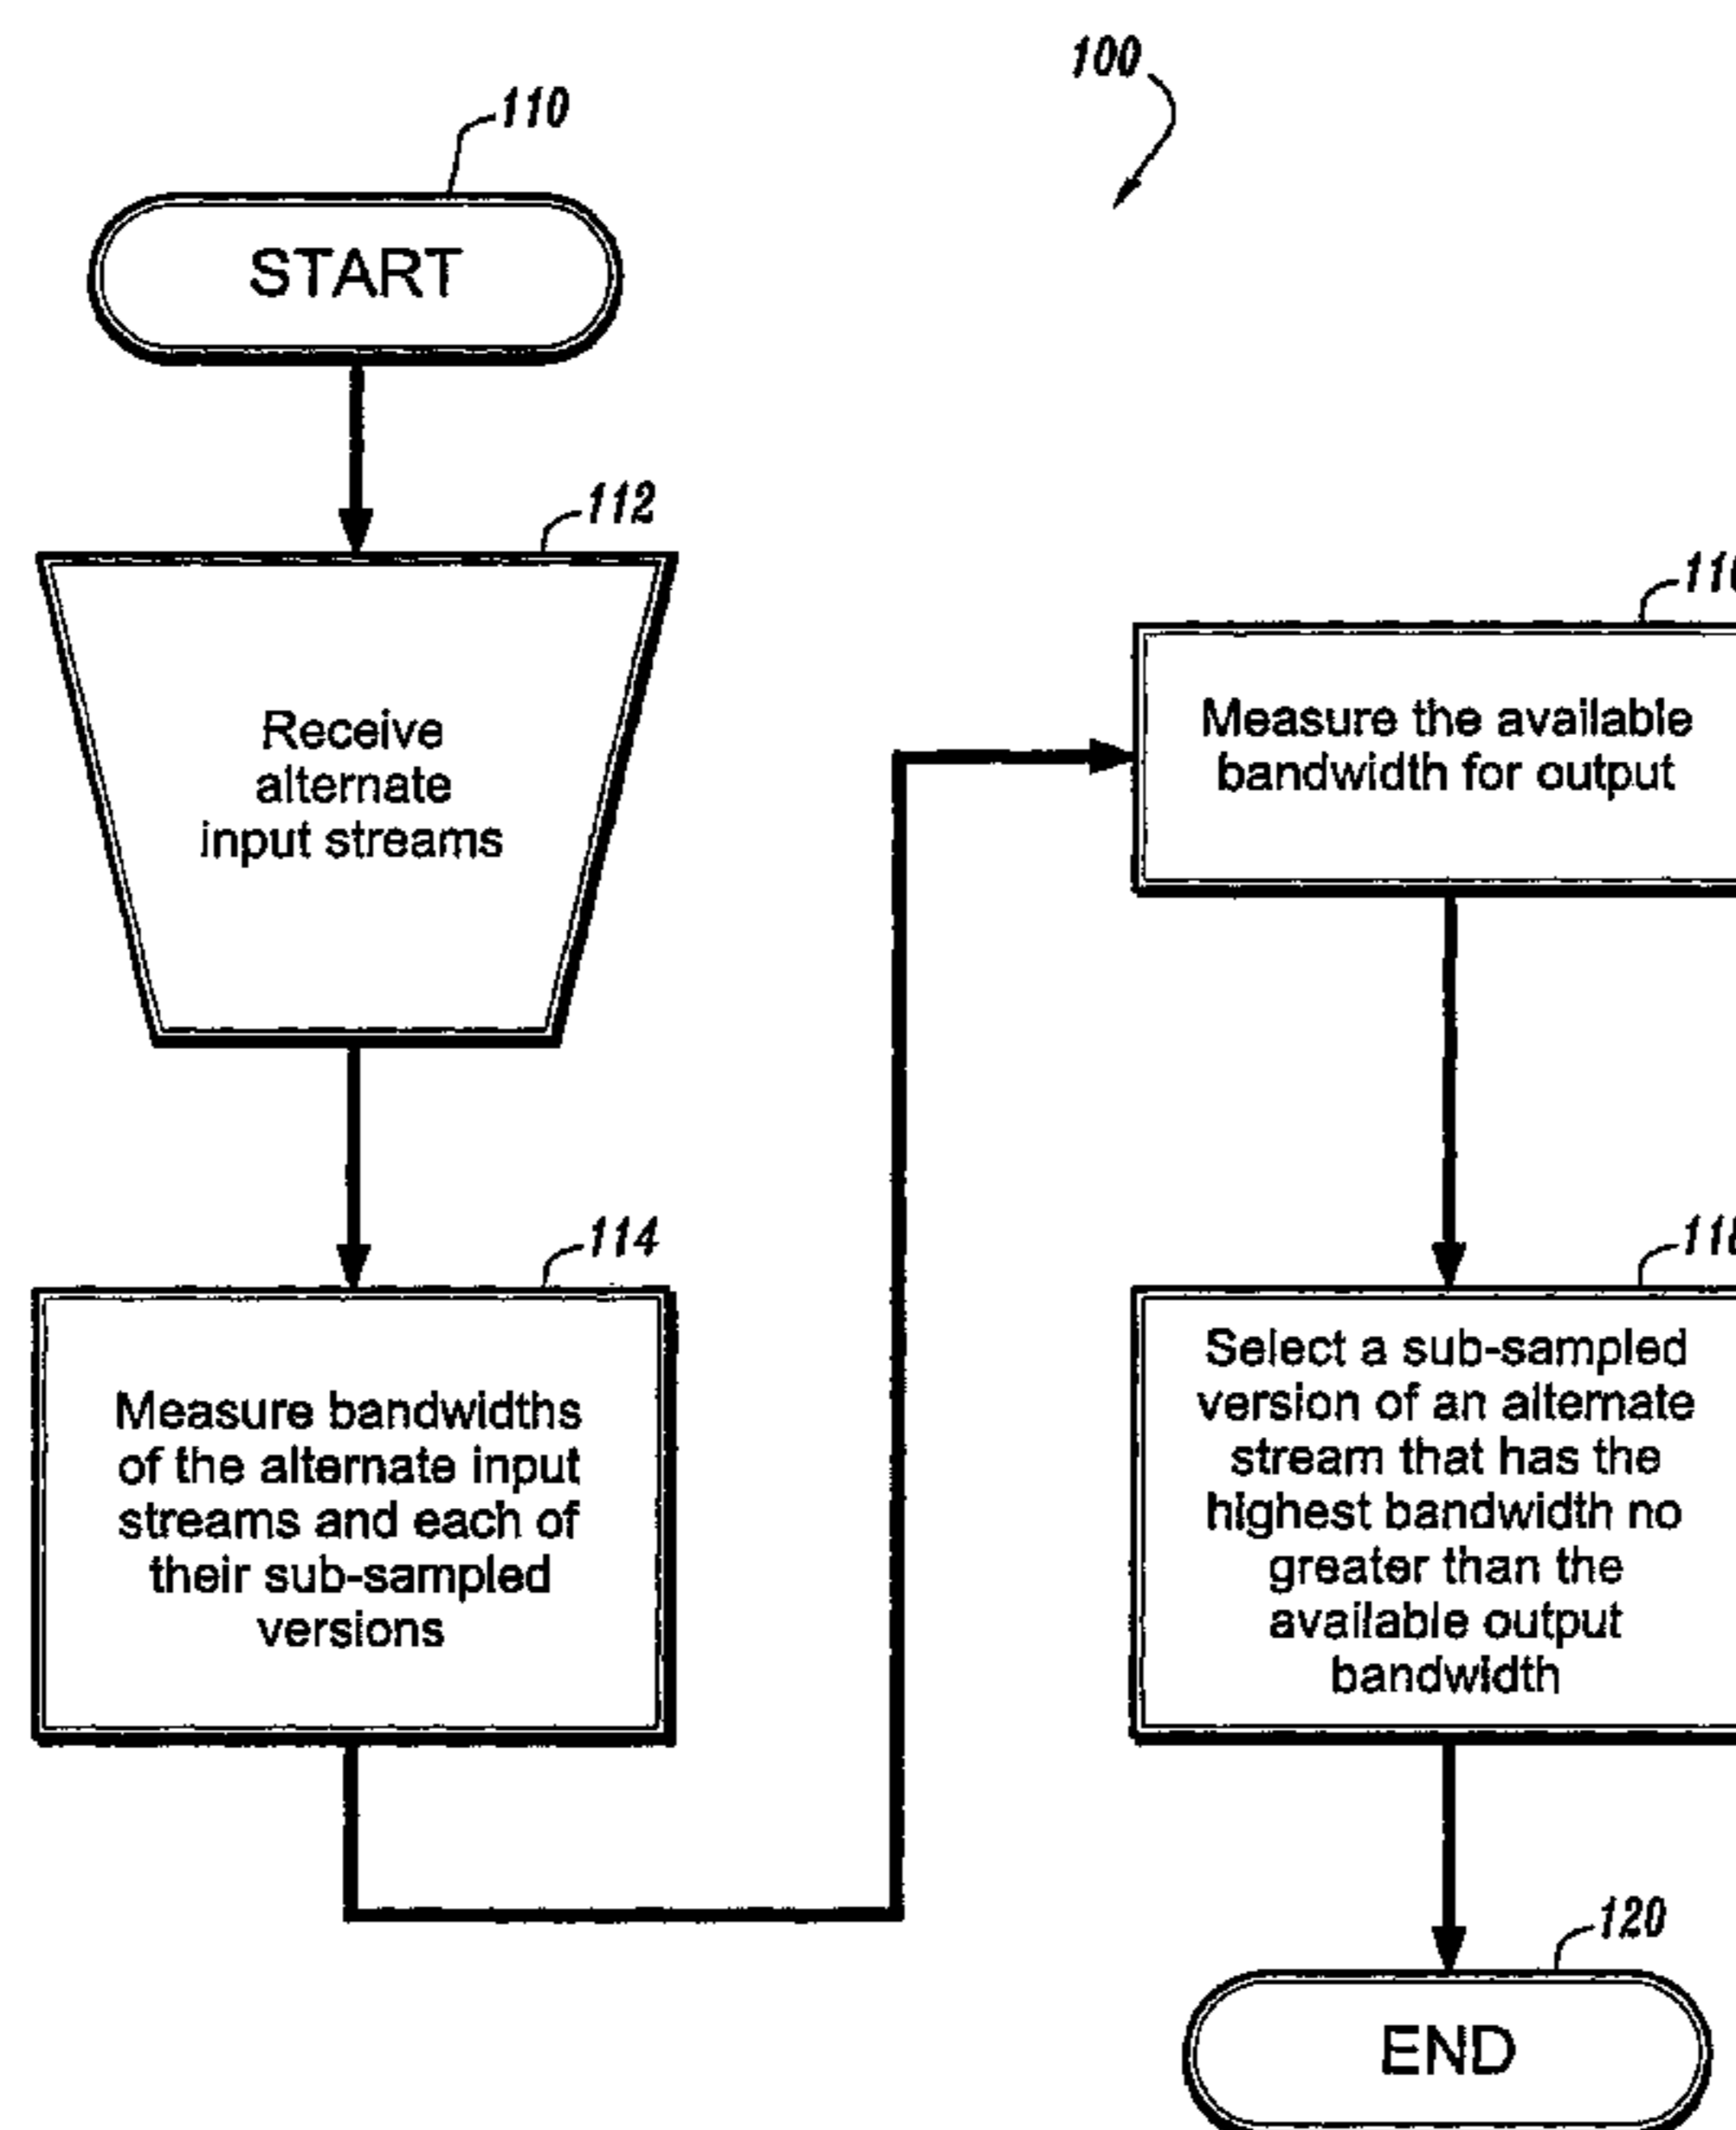 100
110
START
112
Receive
alternate
input streams
114
Measure bandwidths
of the alternate input
streams and each of
their sub-sampled
versions
Measure the available
bandwidth for output
Select a sub-sampled
version of an alternate
stream that has the
highest bandwidth no
greater than the
available output
bandwidth
120
END